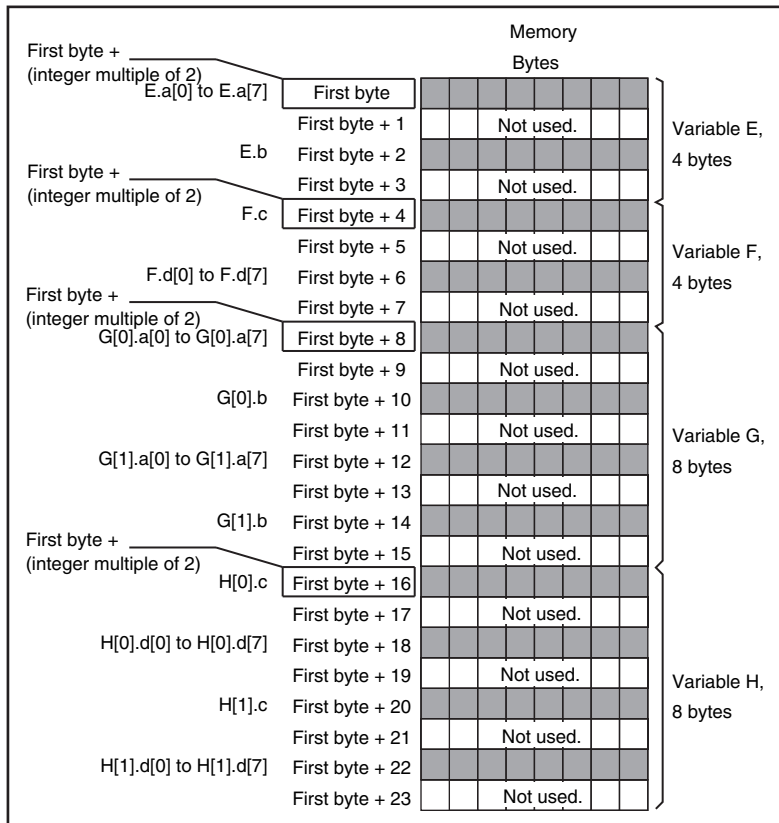 Memory
Bytes
First byte +
(integer multiple of 2)
E.a[0] to E.a[7] First byte
First byte + 1 Not used.
E.b First byte + 2
First byte + 3 Not used.
Variable E,
4 bytes
First byte +
(integer multiple of 2)
F.c First byte + 4
First byte + 5 Not used.
F.d[0] to F.d[7] First byte + 6
First byte + 7 Not used.
Variable F,
4 bytes
First byte +
(integer multiple of 2)
G[0].a[0] to G[0].a[7] First byte + 8
First byte + 9 Not used.
G[0].b First byte + 10
First byte + 11 Not used.
G[1].a[0] to G[1].a[7] First byte + 12
First byte + 13 Not used.
G[1].b First byte + 14
First byte + 15 Not used.
Variable G,
8 bytes
First byte +
(integer multiple of 2)
H[0].c First byte + 16
First byte + 17 Not used.
H[0].d[0] to H[0].d[7] First byte + 18
First byte + 19 Not used.
H[1].c First byte + 20
First byte + 21 Not used.
H[1].d[0] to H[1].d[7] First byte + 22
First byte + 23 Not used.
Variable H,
8 bytes